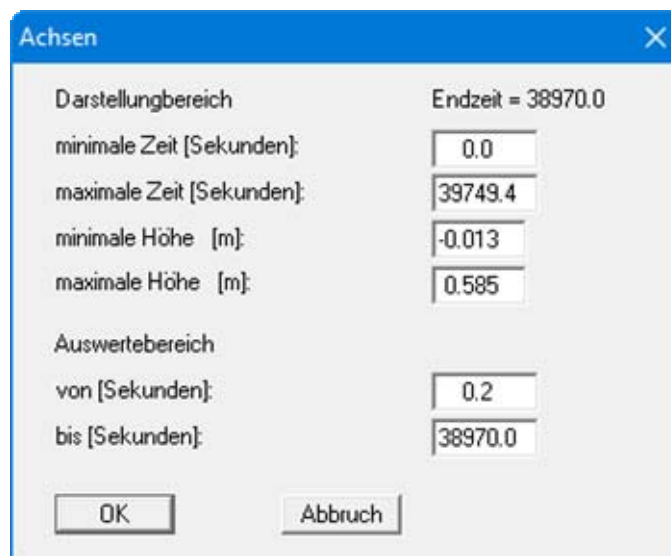 Achsen
Darstellungbereich Endzeit = 38970.0
minimale Zeit [Sekunden]: 0.0
maximale Zeit [Sekunden]: 39749.4
minimale Höhe [m]: -0.013
maximale Höhe [m]: 0.585
Auswertebereich
von [Sekunden]: 0.2
bis [Sekunden]: 38970.0
OK Abbruch